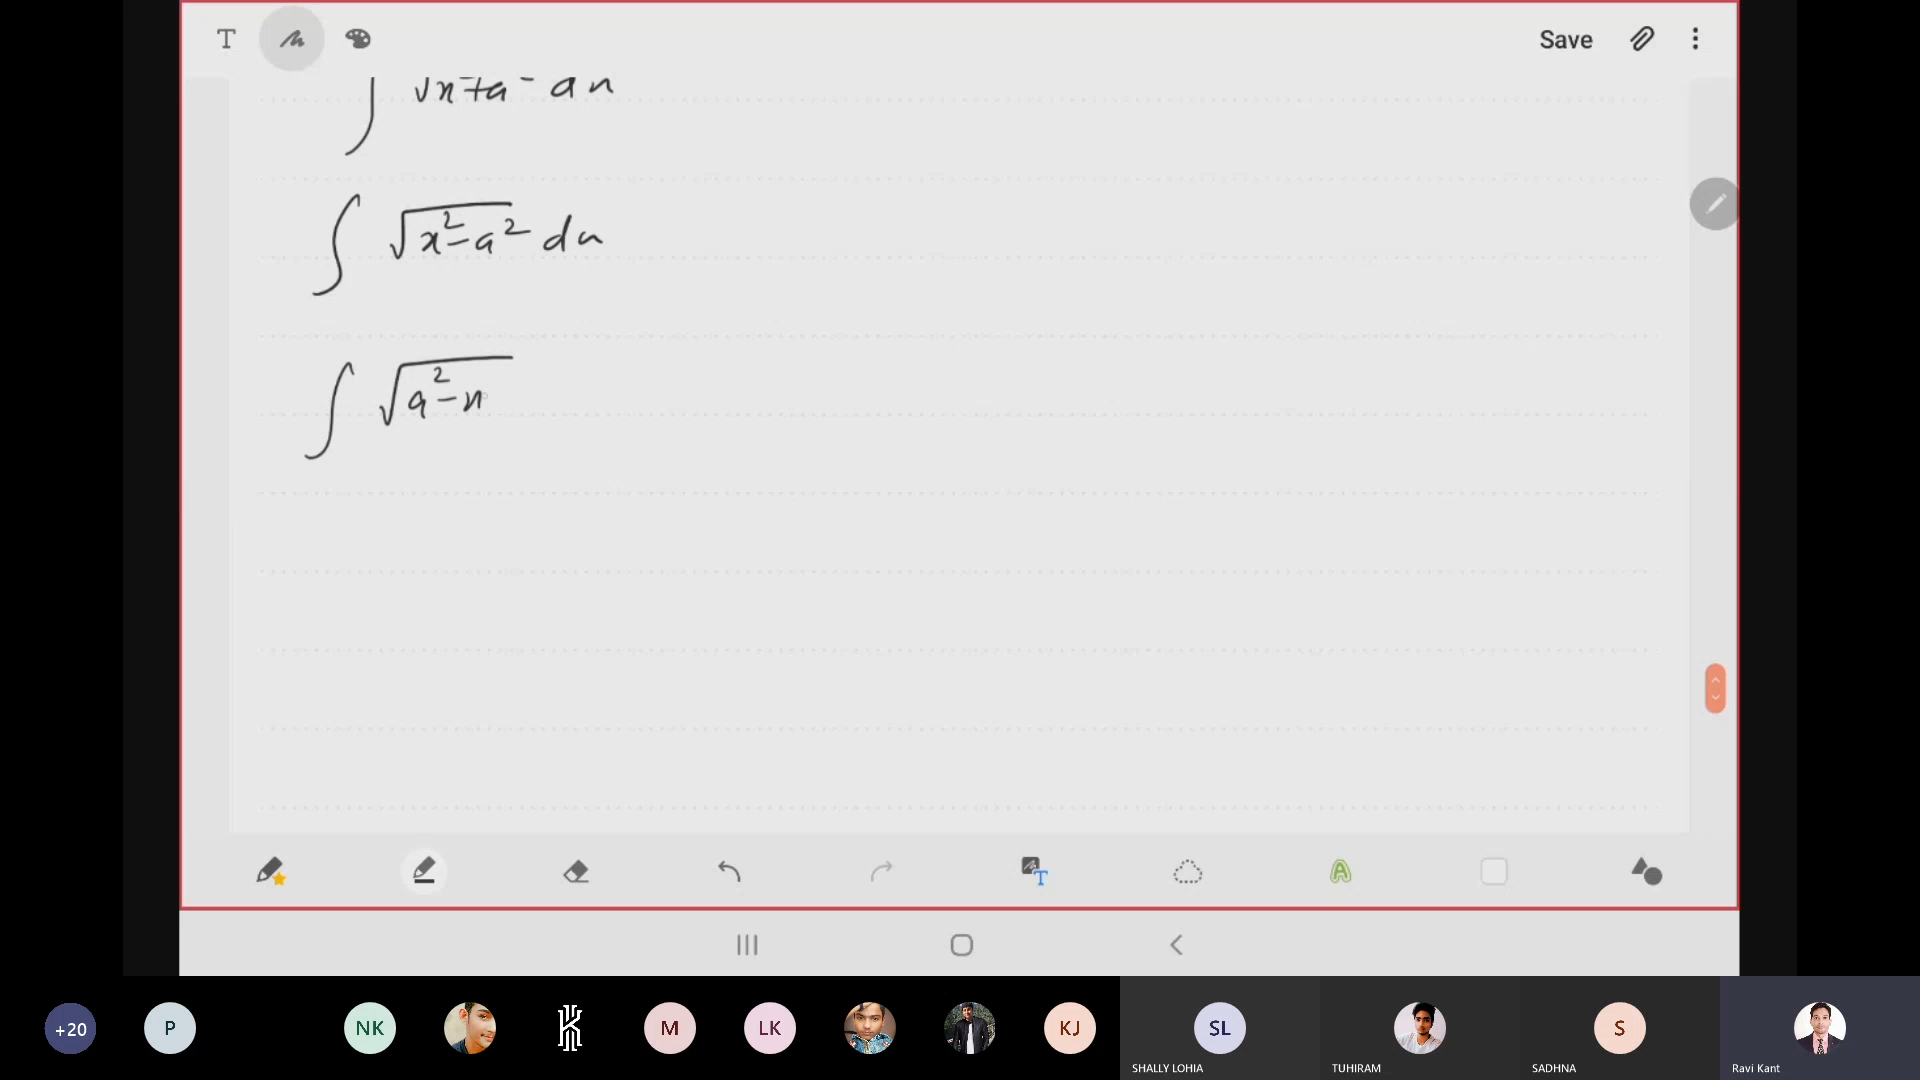 T Save
∫ √x²+a² dx
∫ √x²-a² dx
∫ √a²-x
A
+20 P NK K M LK KJ SL S
SHALLY LOHIA TUHIRAM SADHNA Ravi Kant